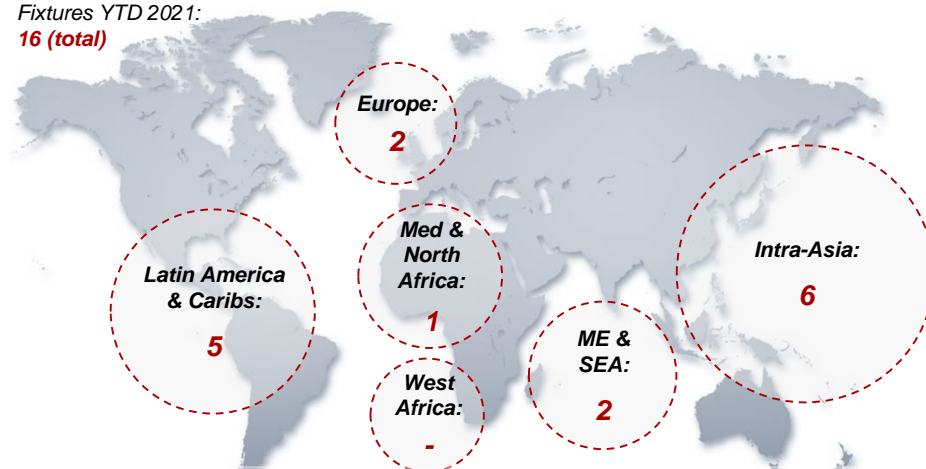 Fixtures YTD 2021:
16 (total)
Europe:
2
Med &
North
Africa:
1
Intra-Asia:
6
Latin America
& Caribs:
5
ME &
SEA:
2
West
Africa:
-